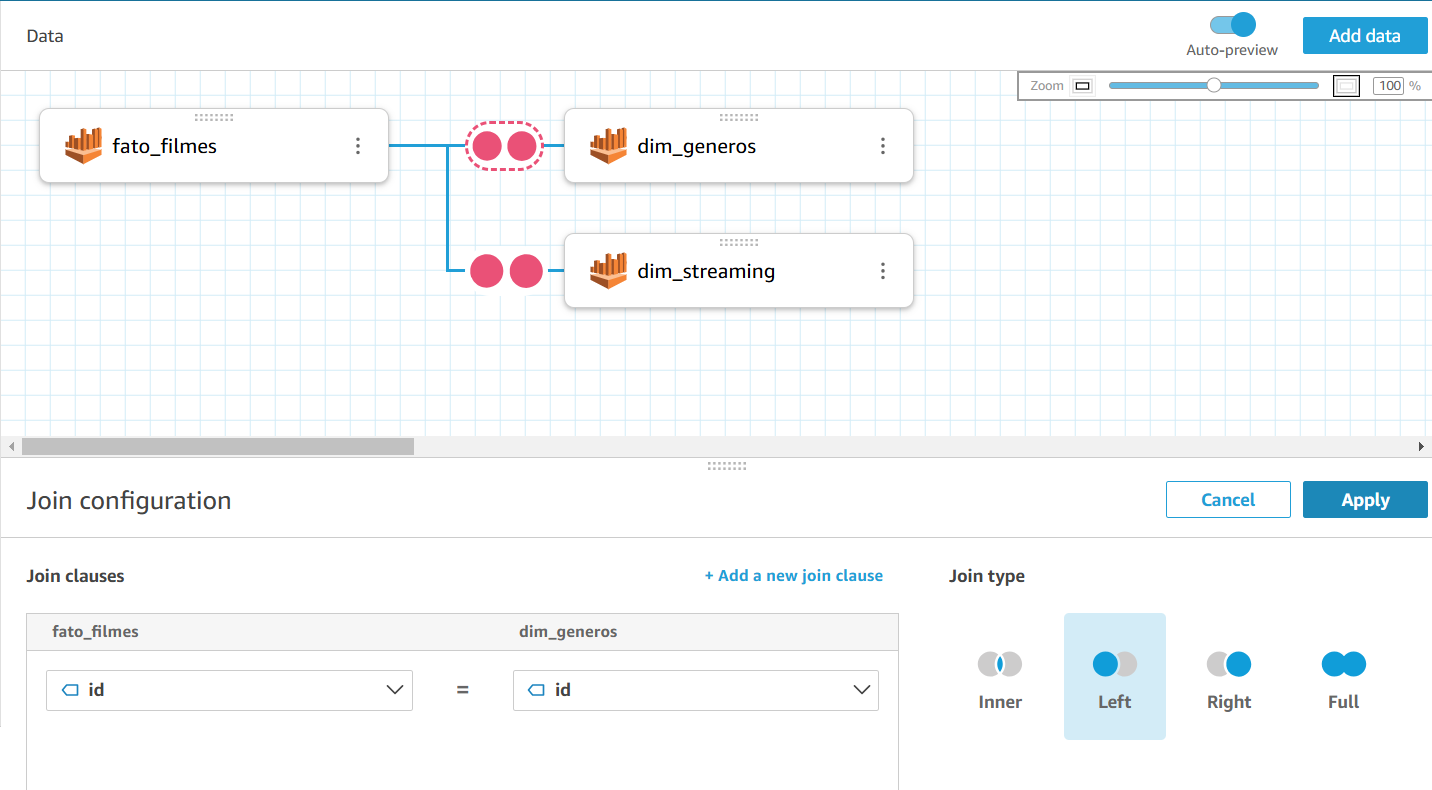 Data
Auto-preview
Add data
Zoom
100 %
fato_filmes
dim_generos
dim_streaming
Join configuration
Cancel
Apply
Join clauses
+ Add a new join clause
Join type
fato_filmes
dim_generos
id
=
id
Inner
Left
Right
Full